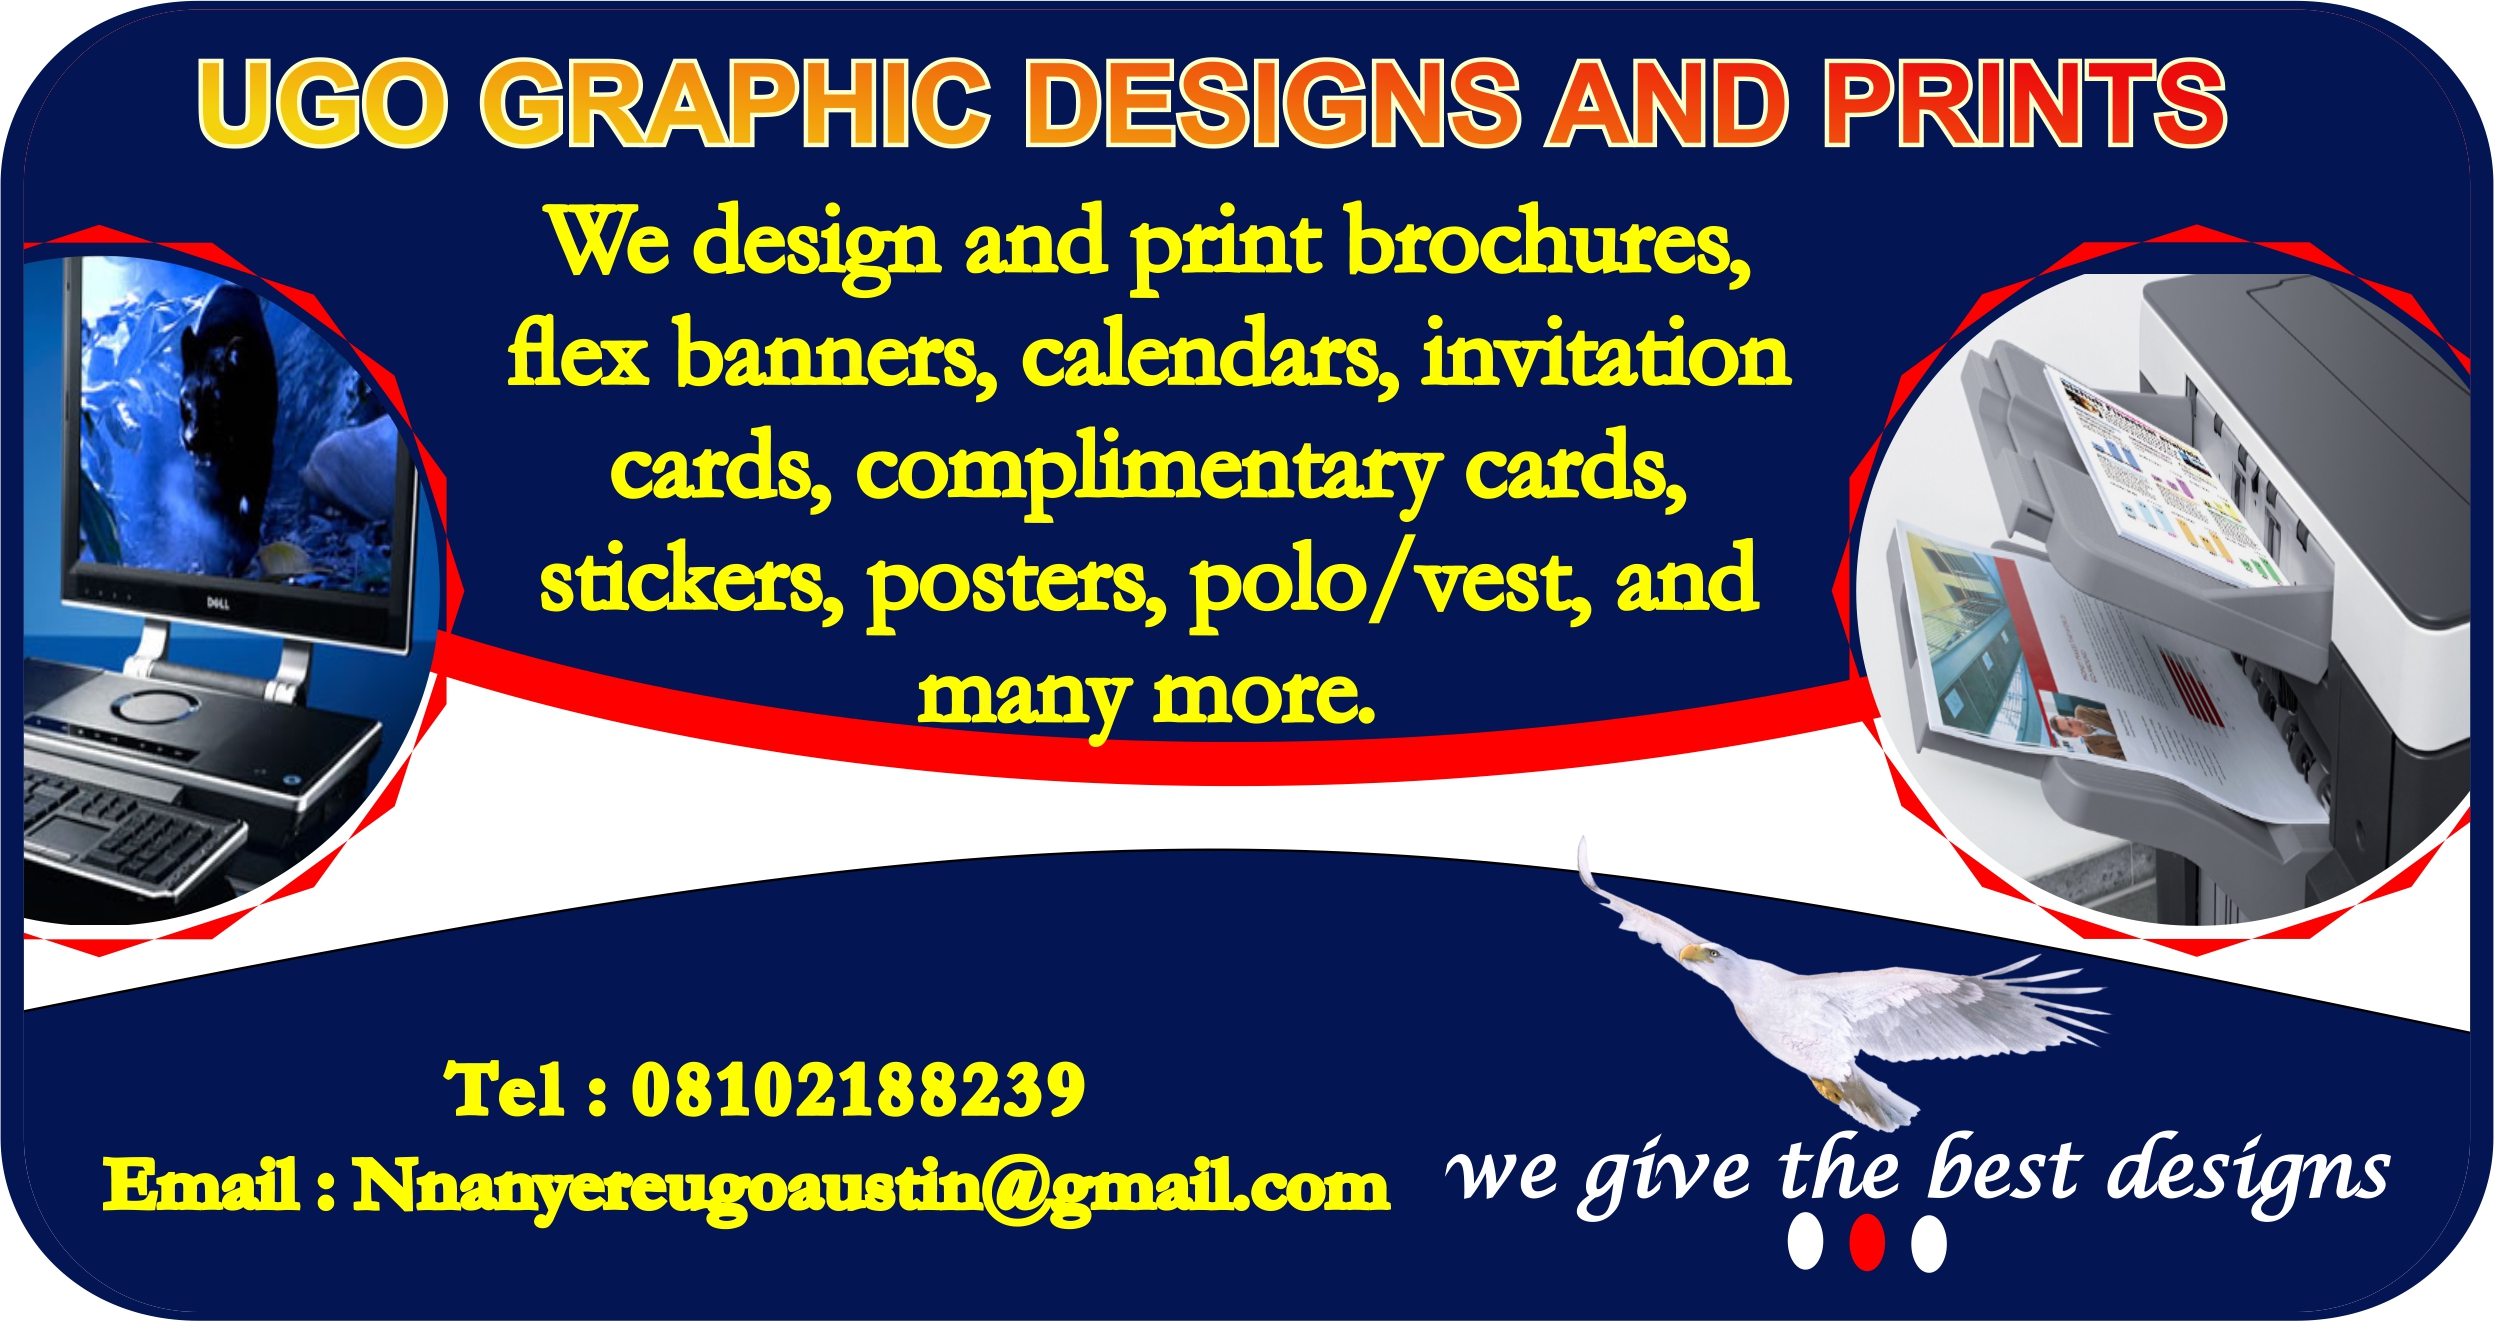 UGO GRAPHIC DESIGNS AND PRINTS
We design and print brochures,
flex banners, calendars, invitation
cards, complimentary cards,
stickers, posters, polo/vest, and
many more.
DELL
Tel : 08102188239
Email : Nnanyereugoaustin@gmail.com
we give the best designs